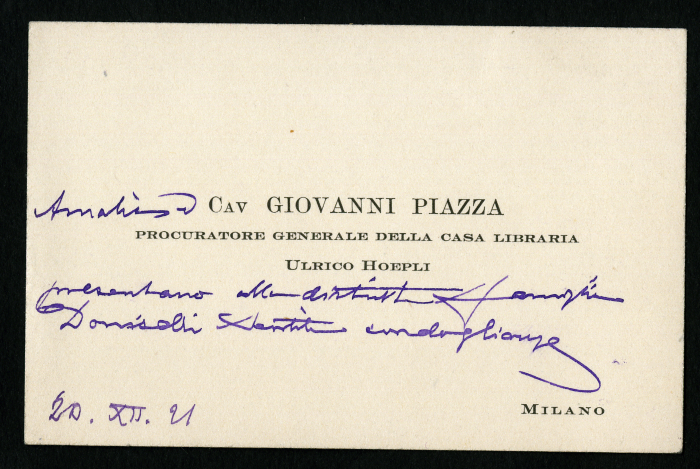 Amalia ed Cav GIOVANNI PIAZZA
PROCURATORE GENERALE DELLA CASA LIBRARIA
ULRICO HOEPLI
presentano alla distinta famiglia
sentite condoglianze
20. XII. 21
MILANO